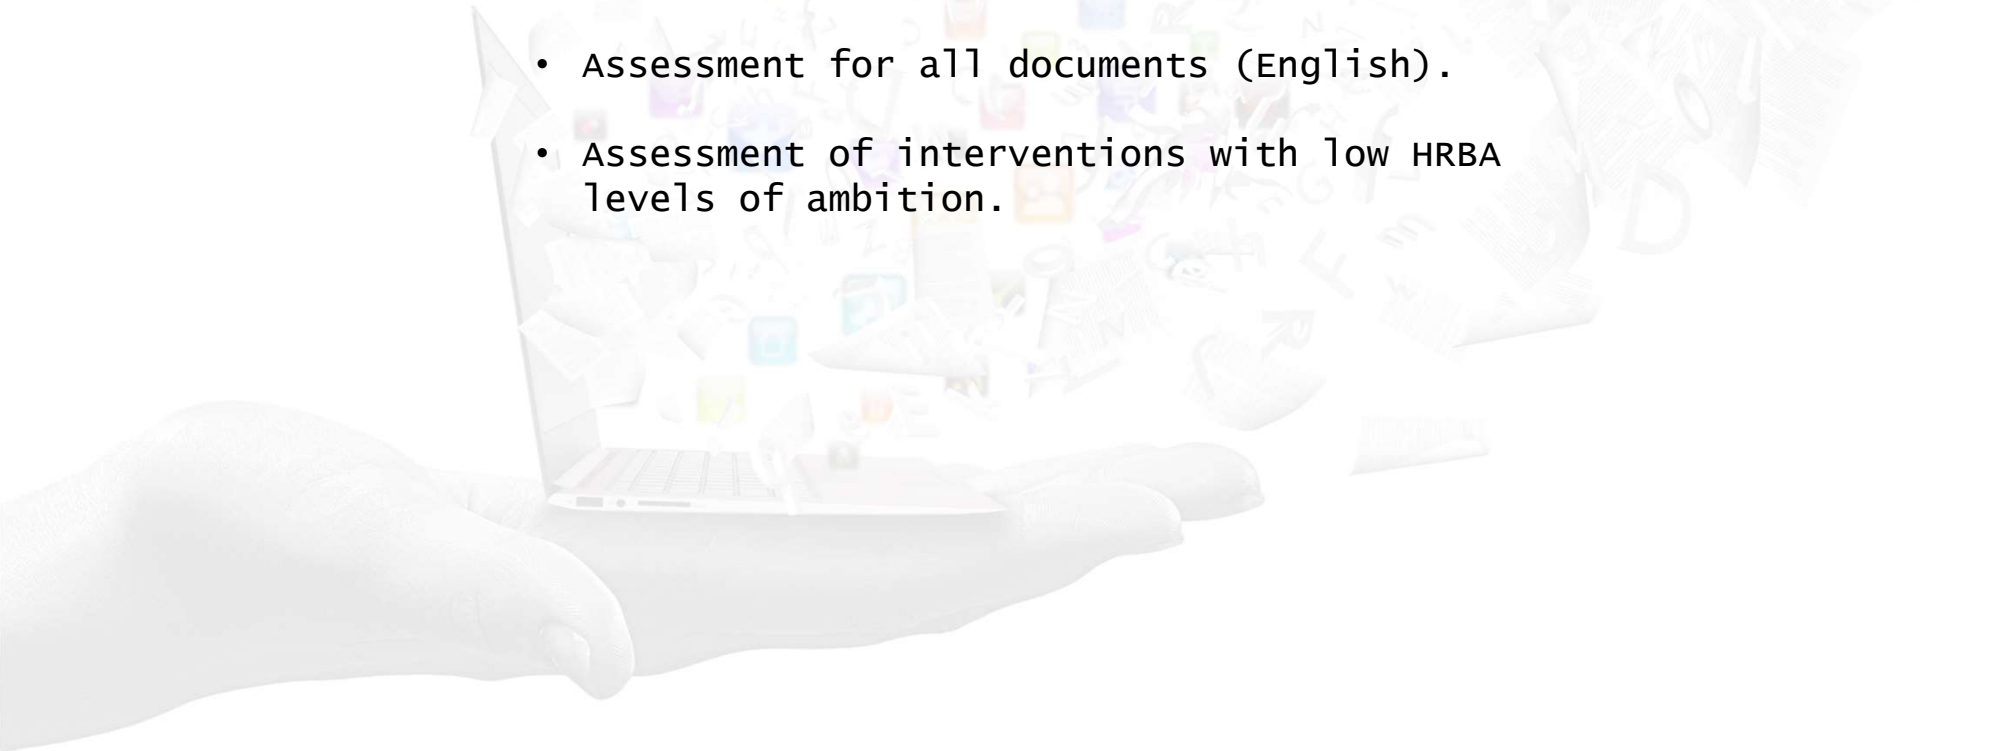 • Assessment for all documents (English).
• Assessment of interventions with low HRBA
levels of ambition.